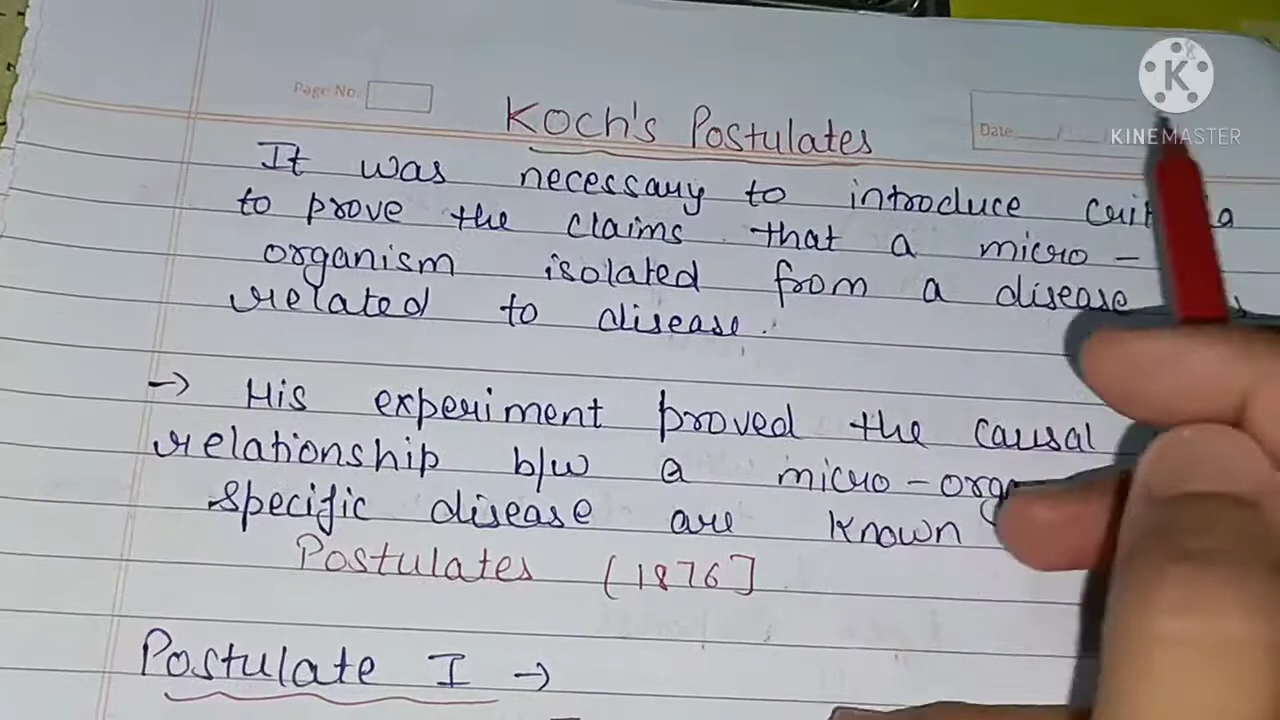 Page No.
Date
KINEMASTER
Koch's Postulates
It was necessary to introduce
to prove the claims that a micro-
organism isolated from a disease
related to disease.
→ His experiment proved the causal
relationship b/w a micro-
specific disease are known
Postulates (1876]
Postulate I →